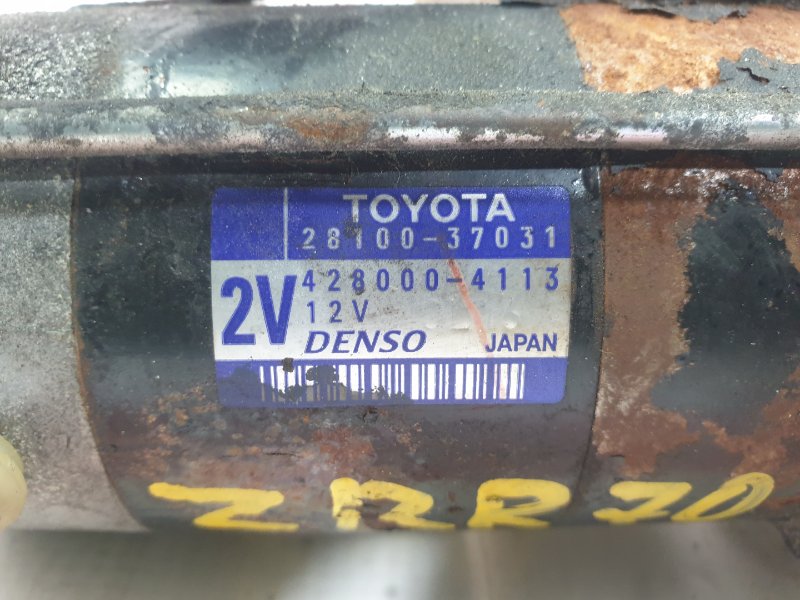 TOYOTA
28100-37031
2V
428000-4113
12V
DENSO JAPAN
ZRR70